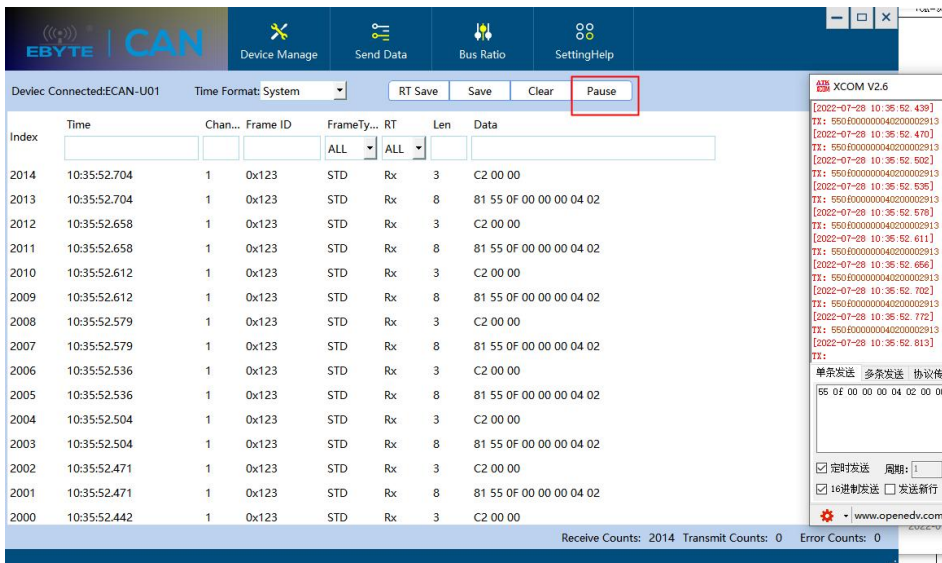 EBYTE | CAN
Device Manage
Send Data
Bus Ratio
SettingHelp
Deviec Connected:ECAN-U01 Time Format: System RT Save Save Clear Pause
Index Time Chan... Frame ID FrameTy... RT Len Data
ALL ALL
2014 10:35:52.704 1 0x123 STD Rx 3 C2 00 00
2013 10:35:52.704 1 0x123 STD Rx 8 81 55 0F 00 00 00 04 02
2012 10:35:52.658 1 0x123 STD Rx 3 C2 00 00
2011 10:35:52.658 1 0x123 STD Rx 8 81 55 0F 00 00 00 04 02
2010 10:35:52.612 1 0x123 STD Rx 3 C2 00 00
2009 10:35:52.612 1 0x123 STD Rx 8 81 55 0F 00 00 00 04 02
2008 10:35:52.579 1 0x123 STD Rx 3 C2 00 00
2007 10:35:52.579 1 0x123 STD Rx 8 81 55 0F 00 00 00 04 02
2006 10:35:52.536 1 0x123 STD Rx 3 C2 00 00
2005 10:35:52.536 1 0x123 STD Rx 8 81 55 0F 00 00 00 04 02
2004 10:35:52.504 1 0x123 STD Rx 3 C2 00 00
2003 10:35:52.504 1 0x123 STD Rx 8 81 55 0F 00 00 00 04 02
2002 10:35:52.471 1 0x123 STD Rx 3 C2 00 00
2001 10:35:52.471 1 0x123 STD Rx 8 81 55 0F 00 00 00 04 02
2000 10:35:52.442 1 0x123 STD Rx 3 C2 00 00
Receive Counts: 2014 Transmit Counts: 0 Error Counts: 0
XCOM V2.6
[2022-07-28 10:35:52.439]
TX: 550f00000040200002913
[2022-07-28 10:35:52.470]
TX: 550f00000040200002913
[2022-07-28 10:35:52.502]
TX: 550f00000040200002913
[2022-07-28 10:35:52.535]
TX: 550f00000040200002913
[2022-07-28 10:35:52.578]
TX: 550f00000040200002913
[2022-07-28 10:35:52.611]
TX: 550f00000040200002913
[2022-07-28 10:35:52.656]
TX: 550f00000040200002913
[2022-07-28 10:35:52.702]
TX: 550f00000040200002913
[2022-07-28 10:35:52.772]
TX: 550f00000040200002913
[2022-07-28 10:35:52.813]
TX:
单条发送 多条发送 协议传
55 0f 00 00 00 04 02 00 0
定时发送 周期: 1
16进制发送 发送新行
www.openedv.com